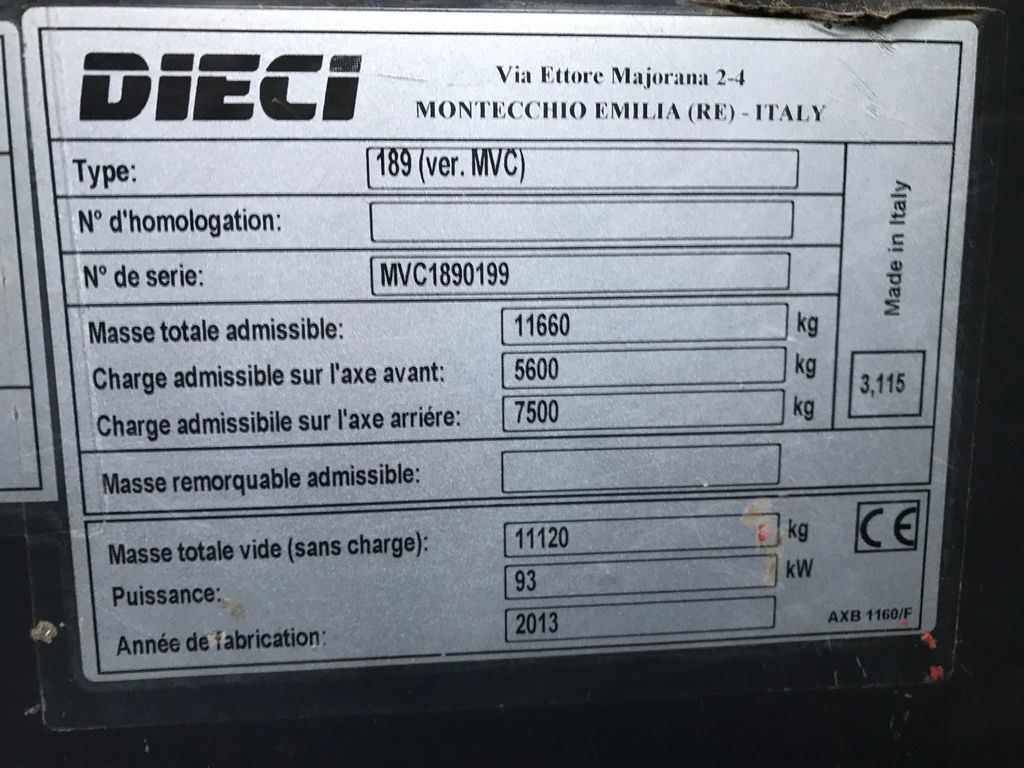 DIECI
Via Ettore Majorana 2-4
MONTECCHIO EMILIA (RE) - ITALY
Type: 189 (ver. MVC)
N° d'homologation:
N° de serie: MVC1890199
Made in Italy
Masse totale admissible: 11660 kg
Charge admissible sur l'axe avant: 5600 kg
Charge admissibile sur l'axe arriére: 7500 kg
3,115
Masse remorquable admissible:
Masse totale vide (sans charge): 11120 kg
CE
Puissance: 93 kW
Année de fabrication: 2013
AXB 1160/F